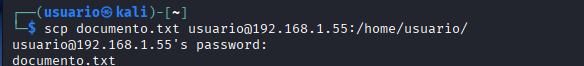 ┌──(usuario㉿kali)-[~]
└─$ scp documento.txt usuario@192.168.1.55:/home/usuario/
usuario@192.168.1.55's password:
documento.txt